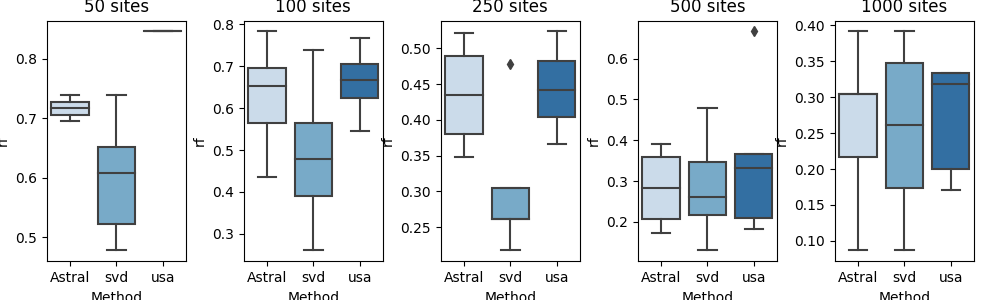 50 sites
100 sites
250 sites
500 sites
1000 sites
0.8
0.7
0.6
0.5
rf
Astral svd usa
Method
0.8
0.7
0.6
0.5
0.4
0.3
rf
Astral svd usa
Method
0.50
0.45
0.40
0.35
0.30
0.25
rf
Astral svd usa
Method
0.6
0.5
0.4
0.3
0.2
rf
Astral svd usa
Method
0.40
0.35
0.30
0.25
0.20
0.15
0.10
rf
Astral svd usa
Method